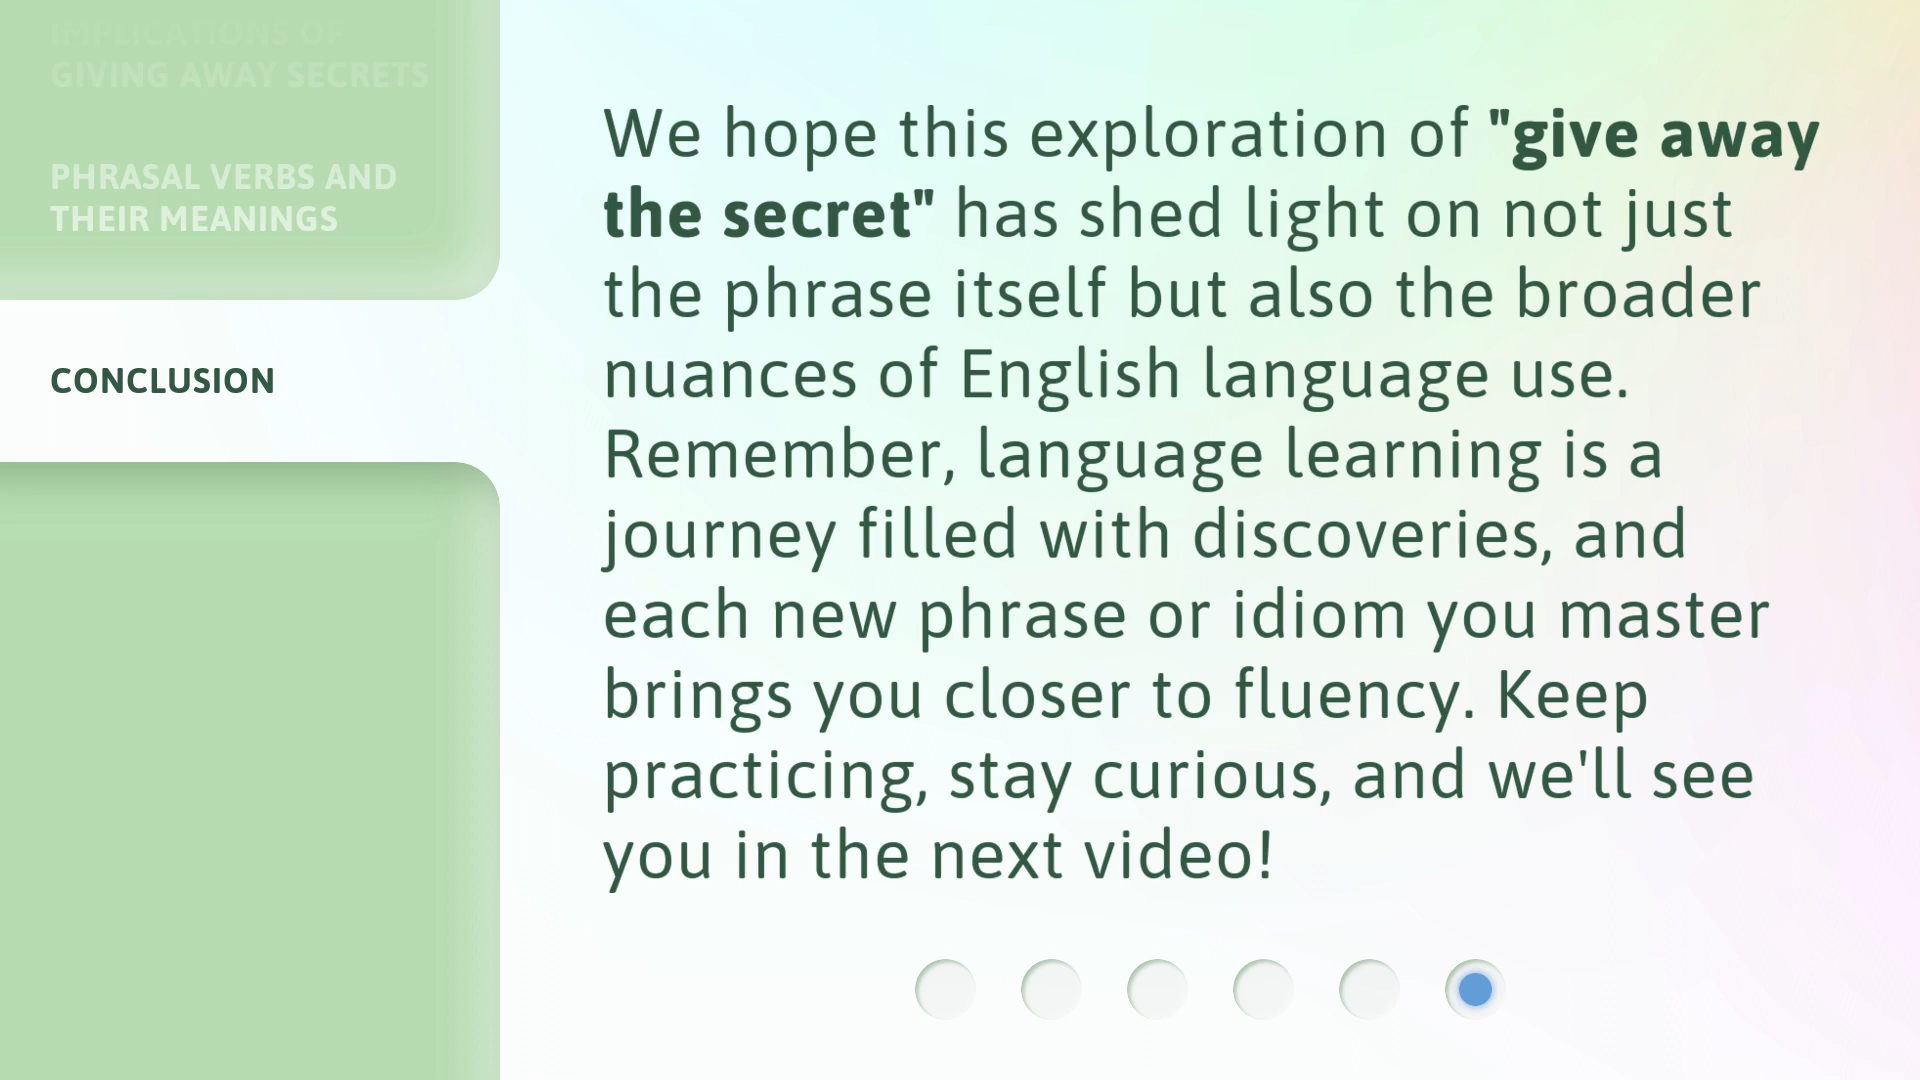 IMPLICATIONS OF
GIVING AWAY SECRETS
PHRASAL VERBS AND
THEIR MEANINGS
CONCLUSION
We hope this exploration of "give away
the secret" has shed light on not just
the phrase itself but also the broader
nuances of English language use.
Remember, language learning is a
journey filled with discoveries, and
each new phrase or idiom you master
brings you closer to fluency. Keep
practicing, stay curious, and we'll see
you in the next video!